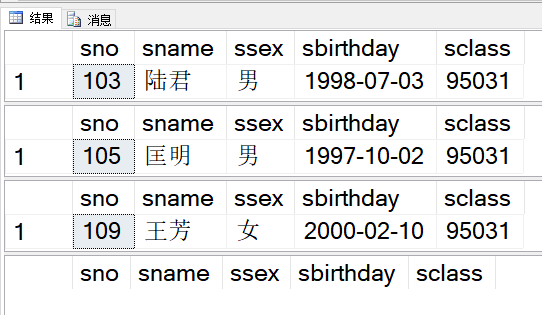 结果 消息
sno sname ssex sbirthday sclass
1 103 陆君 男 1998-07-03 95031
sno sname ssex sbirthday sclass
1 105 匡明 男 1997-10-02 95031
sno sname ssex sbirthday sclass
1 109 王芳 女 2000-02-10 95031
sno sname ssex sbirthday sclass